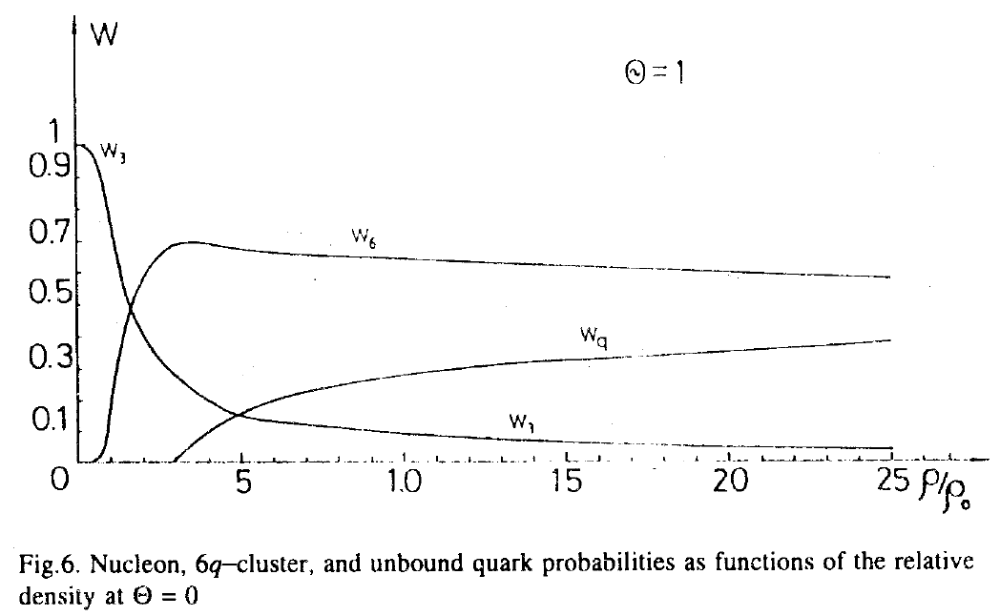 W
Θ = 1
1
W₃
0.9
0.7
W₆
0.5
W_q
0.3
0.1
W₃
0 5 1.0 15 20 25 ρ/ρ₀
Fig.6. Nucleon, 6q–cluster, and unbound quark probabilities as functions of the relative
density at Θ = 0